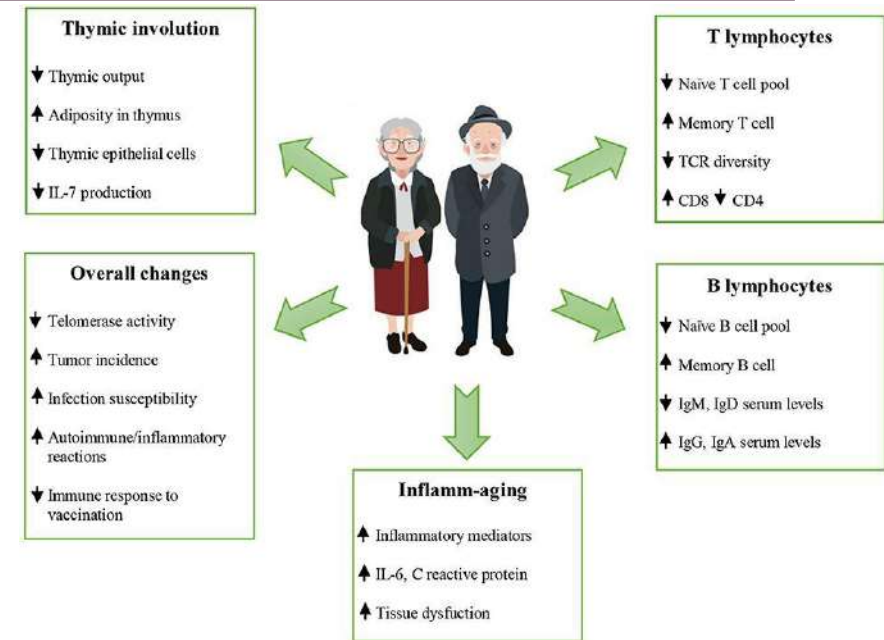 Thymic involution
↓ Thymic output
↑ Adiposity in thymus
↓ Thymic epithelial cells
↓ IL-7 production
T lymphocytes
↓ Naïve T cell pool
↑ Memory T cell
↓ TCR diversity
↑ CD8 ↓ CD4
Overall changes
↓ Telomerase activity
↑ Tumor incidence
↑ Infection susceptibility
↑ Autoimmune/inflammatory
reactions
↓ Immune response to
vaccination
B lymphocytes
↓ Naïve B cell pool
↑ Memory B cell
↓ IgM, IgD serum levels
↑ IgG, IgA serum levels
Inflamm-aging
↑ Inflammatory mediators
↑ IL-6, C reactive protein
↑ Tissue dysfuction